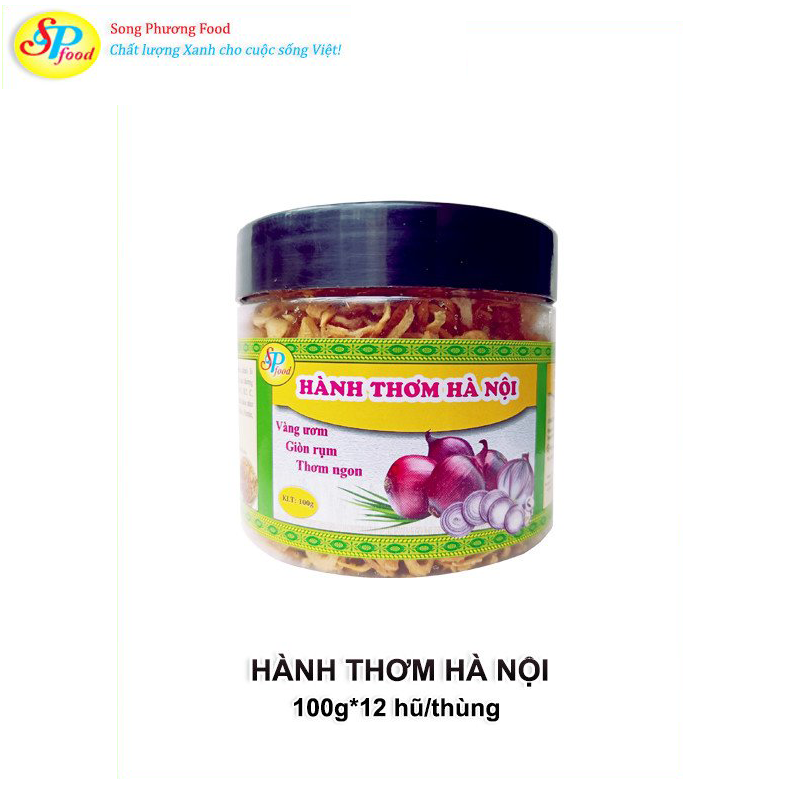 SP food
Song Phương Food
Chất lượng Xanh cho cuộc sống Việt!
SP food
HÀNH THƠM HÀ NỘI
Vàng ươm
Giòn rụm
Thơm ngon
KLT: 100g
HÀNH THƠM HÀ NỘI
100g*12 hũ/thùng